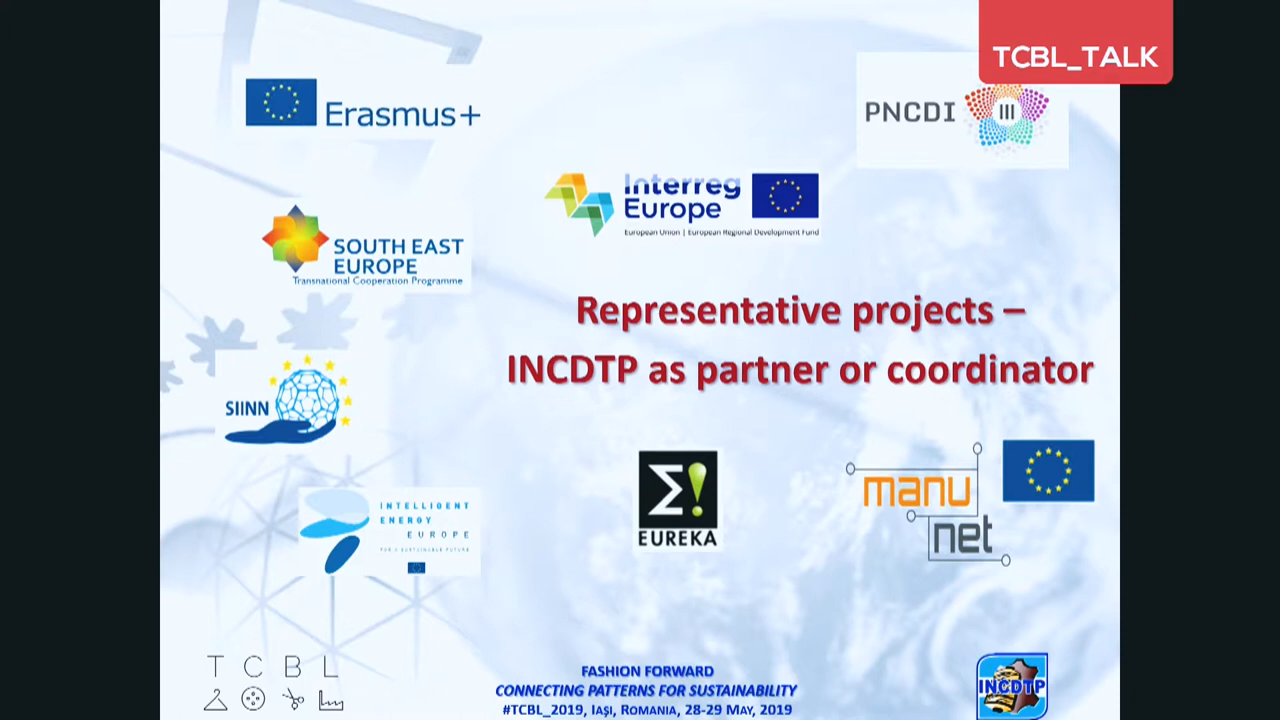 TCBL_TALK
Erasmus+
PNCDI III
Interreg
Europe
European Union | European Regional Development Fund
SOUTH EAST
EUROPE
Transnational Cooperation Programme
Representative projects –
INCDTP as partner or coordinator
SIINN
INTELLIGENT
ENERGY
EUROPE
FOR A SUSTAINABLE FUTURE
Σ!
EUREKA
manu
net
T C B L
FASHION FORWARD
CONNECTING PATTERNS FOR SUSTAINABILITY
#TCBL_2019, IAŞI, ROMANIA, 28-29 MAY, 2019
INCDTP